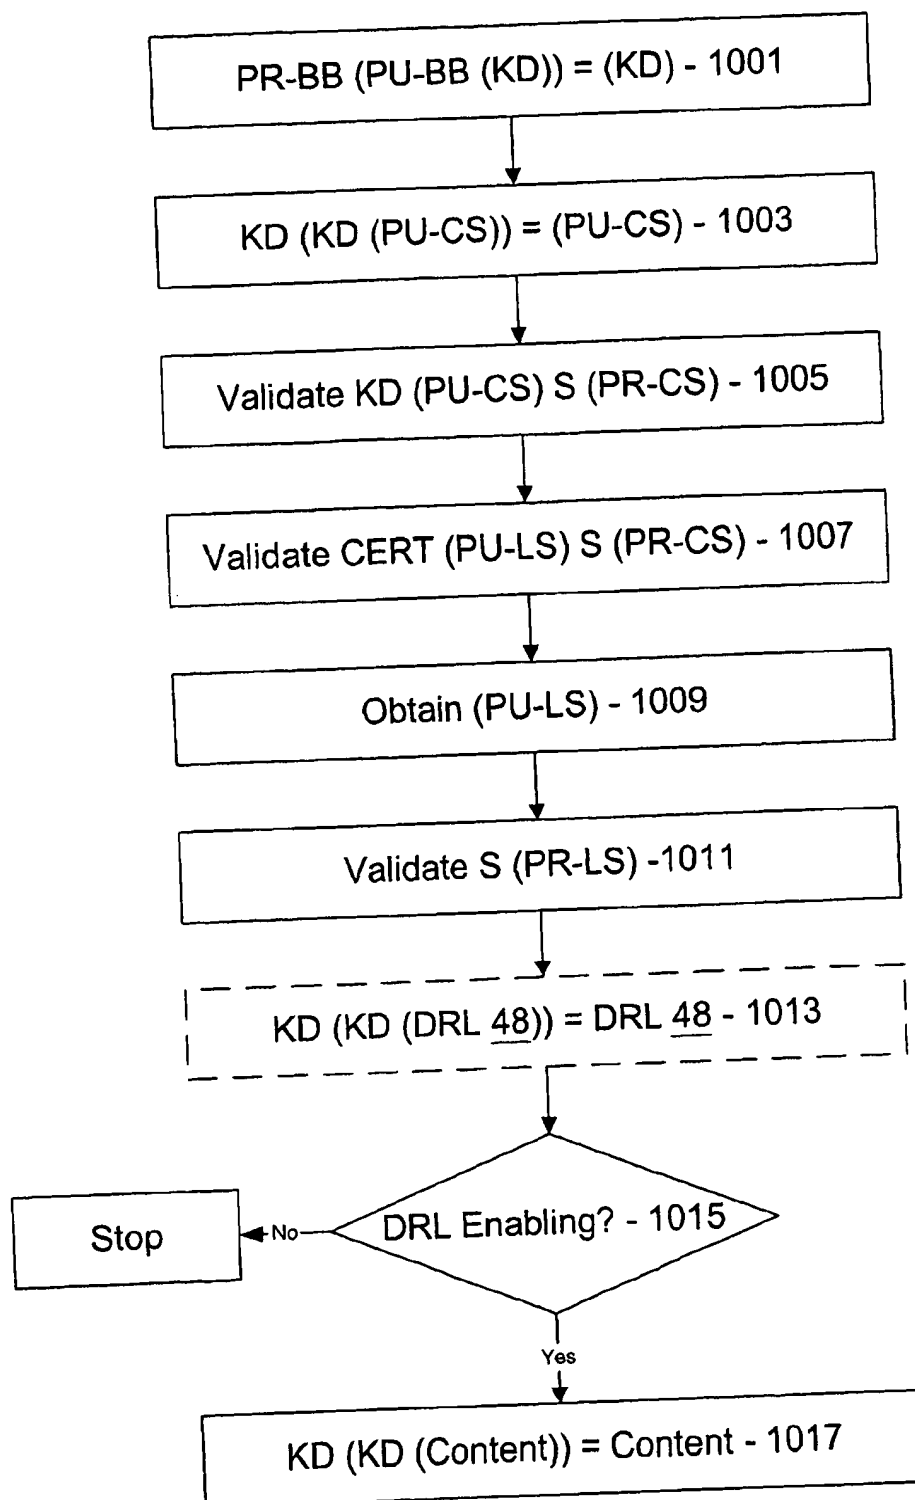 PR-BB (PU-BB (KD)) = (KD) - 1001
KD (KD (PU-CS)) = (PU-CS) - 1003
Validate KD (PU-CS) S (PR-CS) - 1005
Validate CERT (PU-LS) S (PR-CS) - 1007
Obtain (PU-LS) - 1009
Validate S (PR-LS) -1011
KD (KD (DRL 48)) = DRL 48 - 1013
DRL Enabling? - 1015
No
Stop
Yes
KD (KD (Content)) = Content - 1017